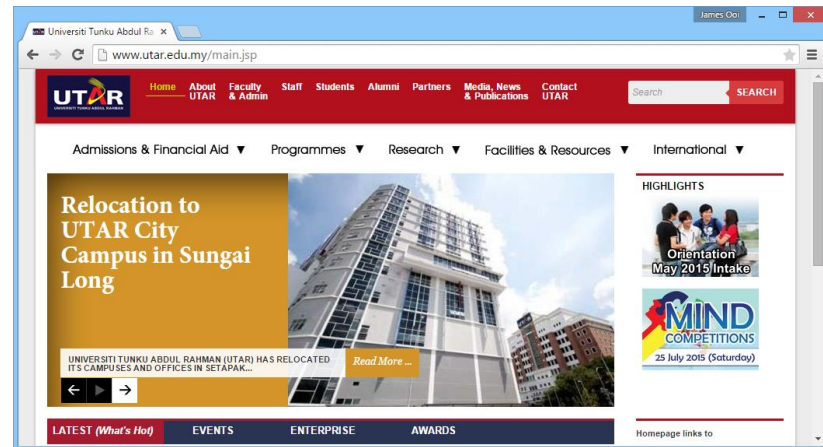 James Ooi
Universiti Tunku Abdul Ra
www.utar.edu.my/main.jsp
UTAR
UNIVERSITI TUNKU ABDUL RAHMAN
Home
About
UTAR
Faculty
& Admin
Staff
Students
Alumni
Partners
Media, News
& Publications
Contact
UTAR
Search
SEARCH
Admissions & Financial Aid ▼
Programmes ▼
Research ▼
Facilities & Resources ▼
International ▼
Relocation to
UTAR City
Campus in Sungai
Long
UNIVERSITI TUNKU ABDUL RAHMAN (UTAR) HAS RELOCATED
ITS CAMPUSES AND OFFICES IN SETAPAK...
Read More ...
HIGHLIGHTS
Orientation
May 2015 Intake
MIND
COMPETITIONS
25 July 2015 (Saturday)
LATEST (What's Hot)
EVENTS
ENTERPRISE
AWARDS
Homepage links to